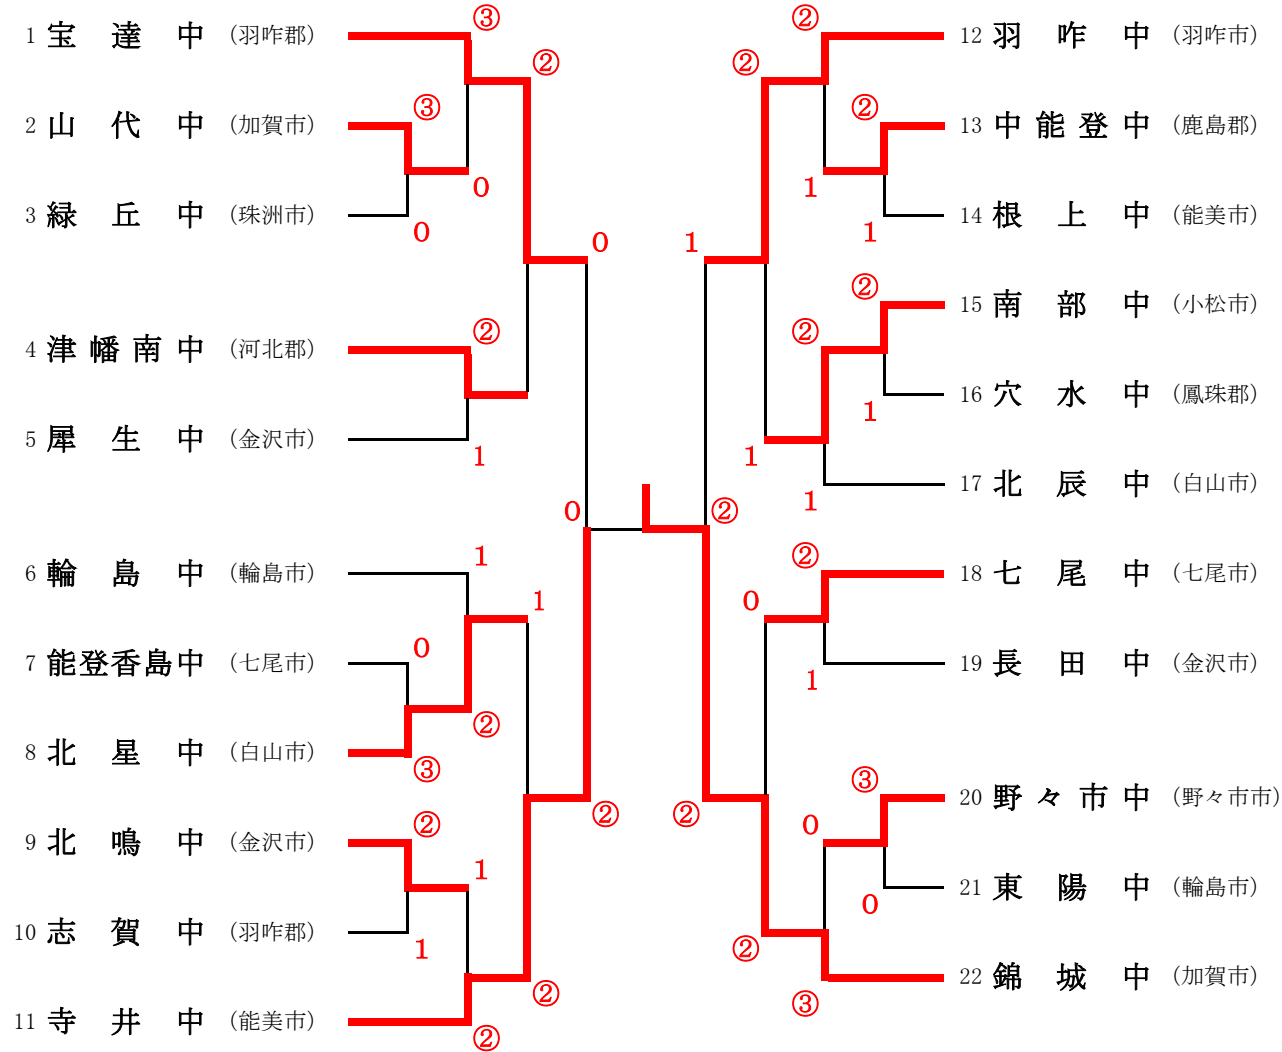 1 宝達中 （羽咋郡）
2 山代中 （加賀市）
3 緑丘中 （珠洲市）
4 津幡南中 （河北郡）
5 犀生中 （金沢市）
6 輪島中 （輪島市）
7 能登香島中 （七尾市）
8 北星中 （白山市）
9 北鳴中 （金沢市）
10 志賀中 （羽咋郡）
11 寺井中 （能美市）
③
②
③
0
0
0
②
1
0
1
0
1
②
③
②
②
1
1
②
②
②
②
②
1
1
1
②
②
1
1
1
②
②
0
1
②
③
0
0
②
③
12 羽咋中 （羽咋市）
13 中能登中 （鹿島郡）
14 根上中 （能美市）
15 南部中 （小松市）
16 穴水中 （鳳珠郡）
17 北辰中 （白山市）
18 七尾中 （七尾市）
19 長田中 （金沢市）
20 野々市中 （野々市市）
21 東陽中 （輪島市）
22 錦城中 （加賀市）